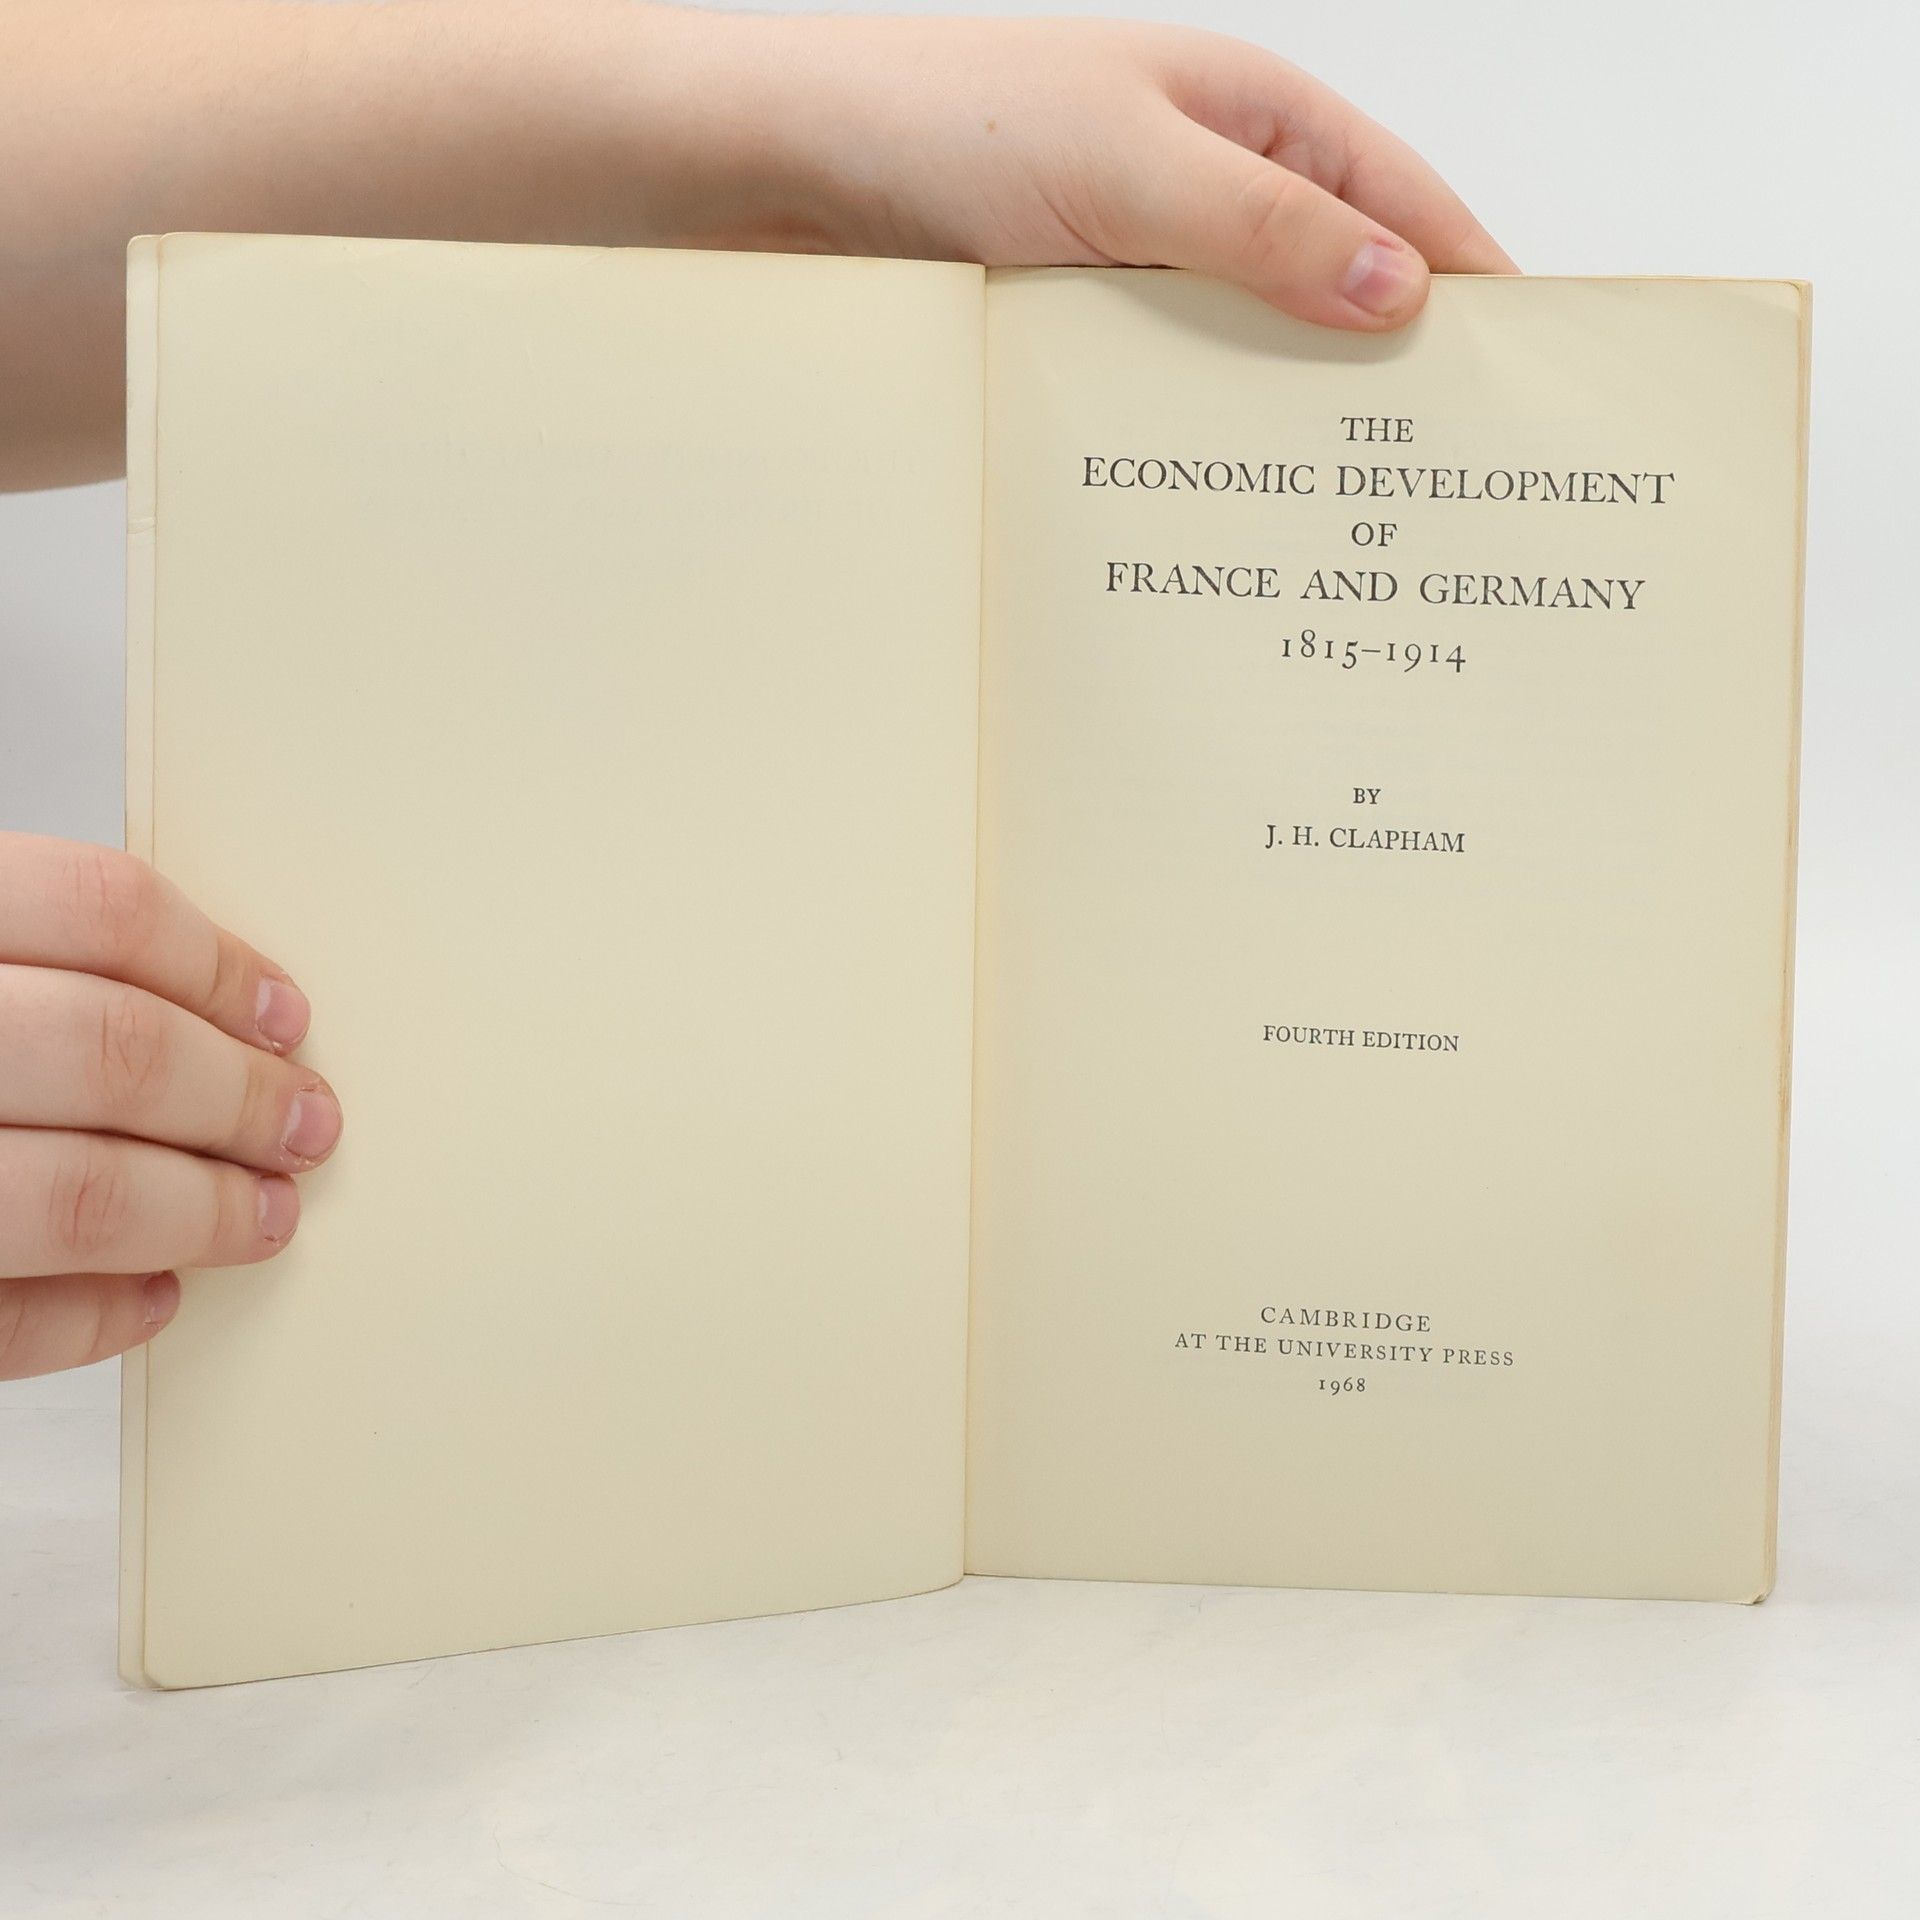 THE
ECONOMIC DEVELOPMENT
OF
FRANCE AND GERMANY
1815–1914
BY
J. H. CLAPHAM
FOURTH EDITION
CAMBRIDGE
AT THE UNIVERSITY PRESS
1968